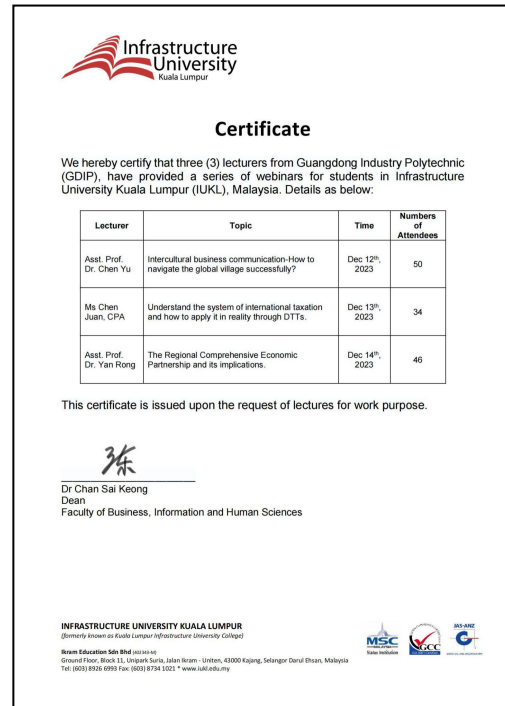 Infrastructure
University
Kuala Lumpur
Certificate
We hereby certify that three (3) lecturers from Guangdong Industry Polytechnic
(GDIP), have provided a series of webinars for students in Infrastructure
University Kuala Lumpur (IUKL), Malaysia. Details as below:
Lecturer Topic Time Numbers of Attendees
Asst. Prof. Dr. Chen Yu Intercultural business communication-How to navigate the global village successfully? Dec 12th, 2023 50
Ms Chen Juan, CPA Understand the system of international taxation and how to apply it in reality through DTTs. Dec 13th, 2023 34
Asst. Prof. Dr. Yan Rong The Regional Comprehensive Economic Partnership and its implications. Dec 14th, 2023 46
This certificate is issued upon the request of lectures for work purpose.
Dr Chan Sai Keong
Dean
Faculty of Business, Information and Human Sciences
INFRASTRUCTURE UNIVERSITY KUALA LUMPUR
(formerly known as Kuala Lumpur Infrastructure University College)
Ikram Education Sdn Bhd (402343-M)
Ground Floor, Block 11, Unipark Suria, Jalan Ikram - Uniten, 43000 Kajang, Selangor Darul Ehsan, Malaysia
Tel: (603) 8926 6993 Fax: (603) 8734 1021 * www.iukl.edu.my
MSC
MALAYSIA
Status Institution
GCC
JAS-ANZ